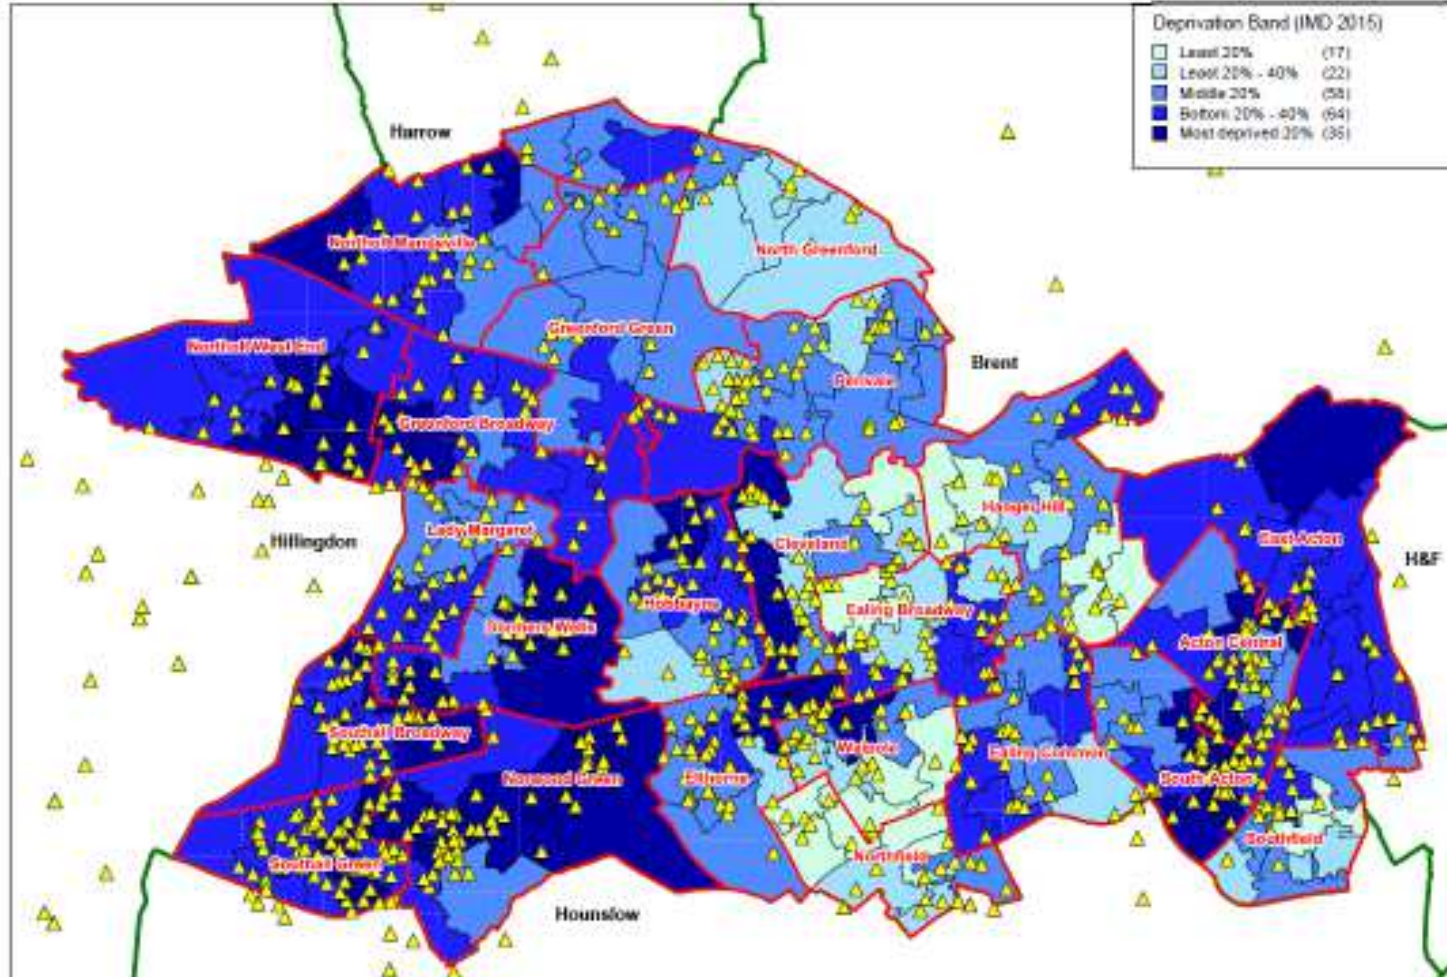 Deprivation Band (IMD 2015)
Least 20% (17)
Least 20% - 40% (22)
Middle 20% (58)
Bottom 20% - 40% (64)
Most deprived 20% (36)
Harrow
Northolt Mandeville
North Greenford
Greenford Green
Northolt West End
Brent
Perivale
Greenford Broadway
Hanger Hill
Lady Margaret
Cleveland
East Acton
Hillingdon
H&F
Hobbayne
Ealing Broadway
Dormers Wells
Acton Central
Southall Broadway
Walpole
Ealing Common
Norwood Green
Elthorne
South Acton
Southfield
Northfield
Southall Green
Hounslow